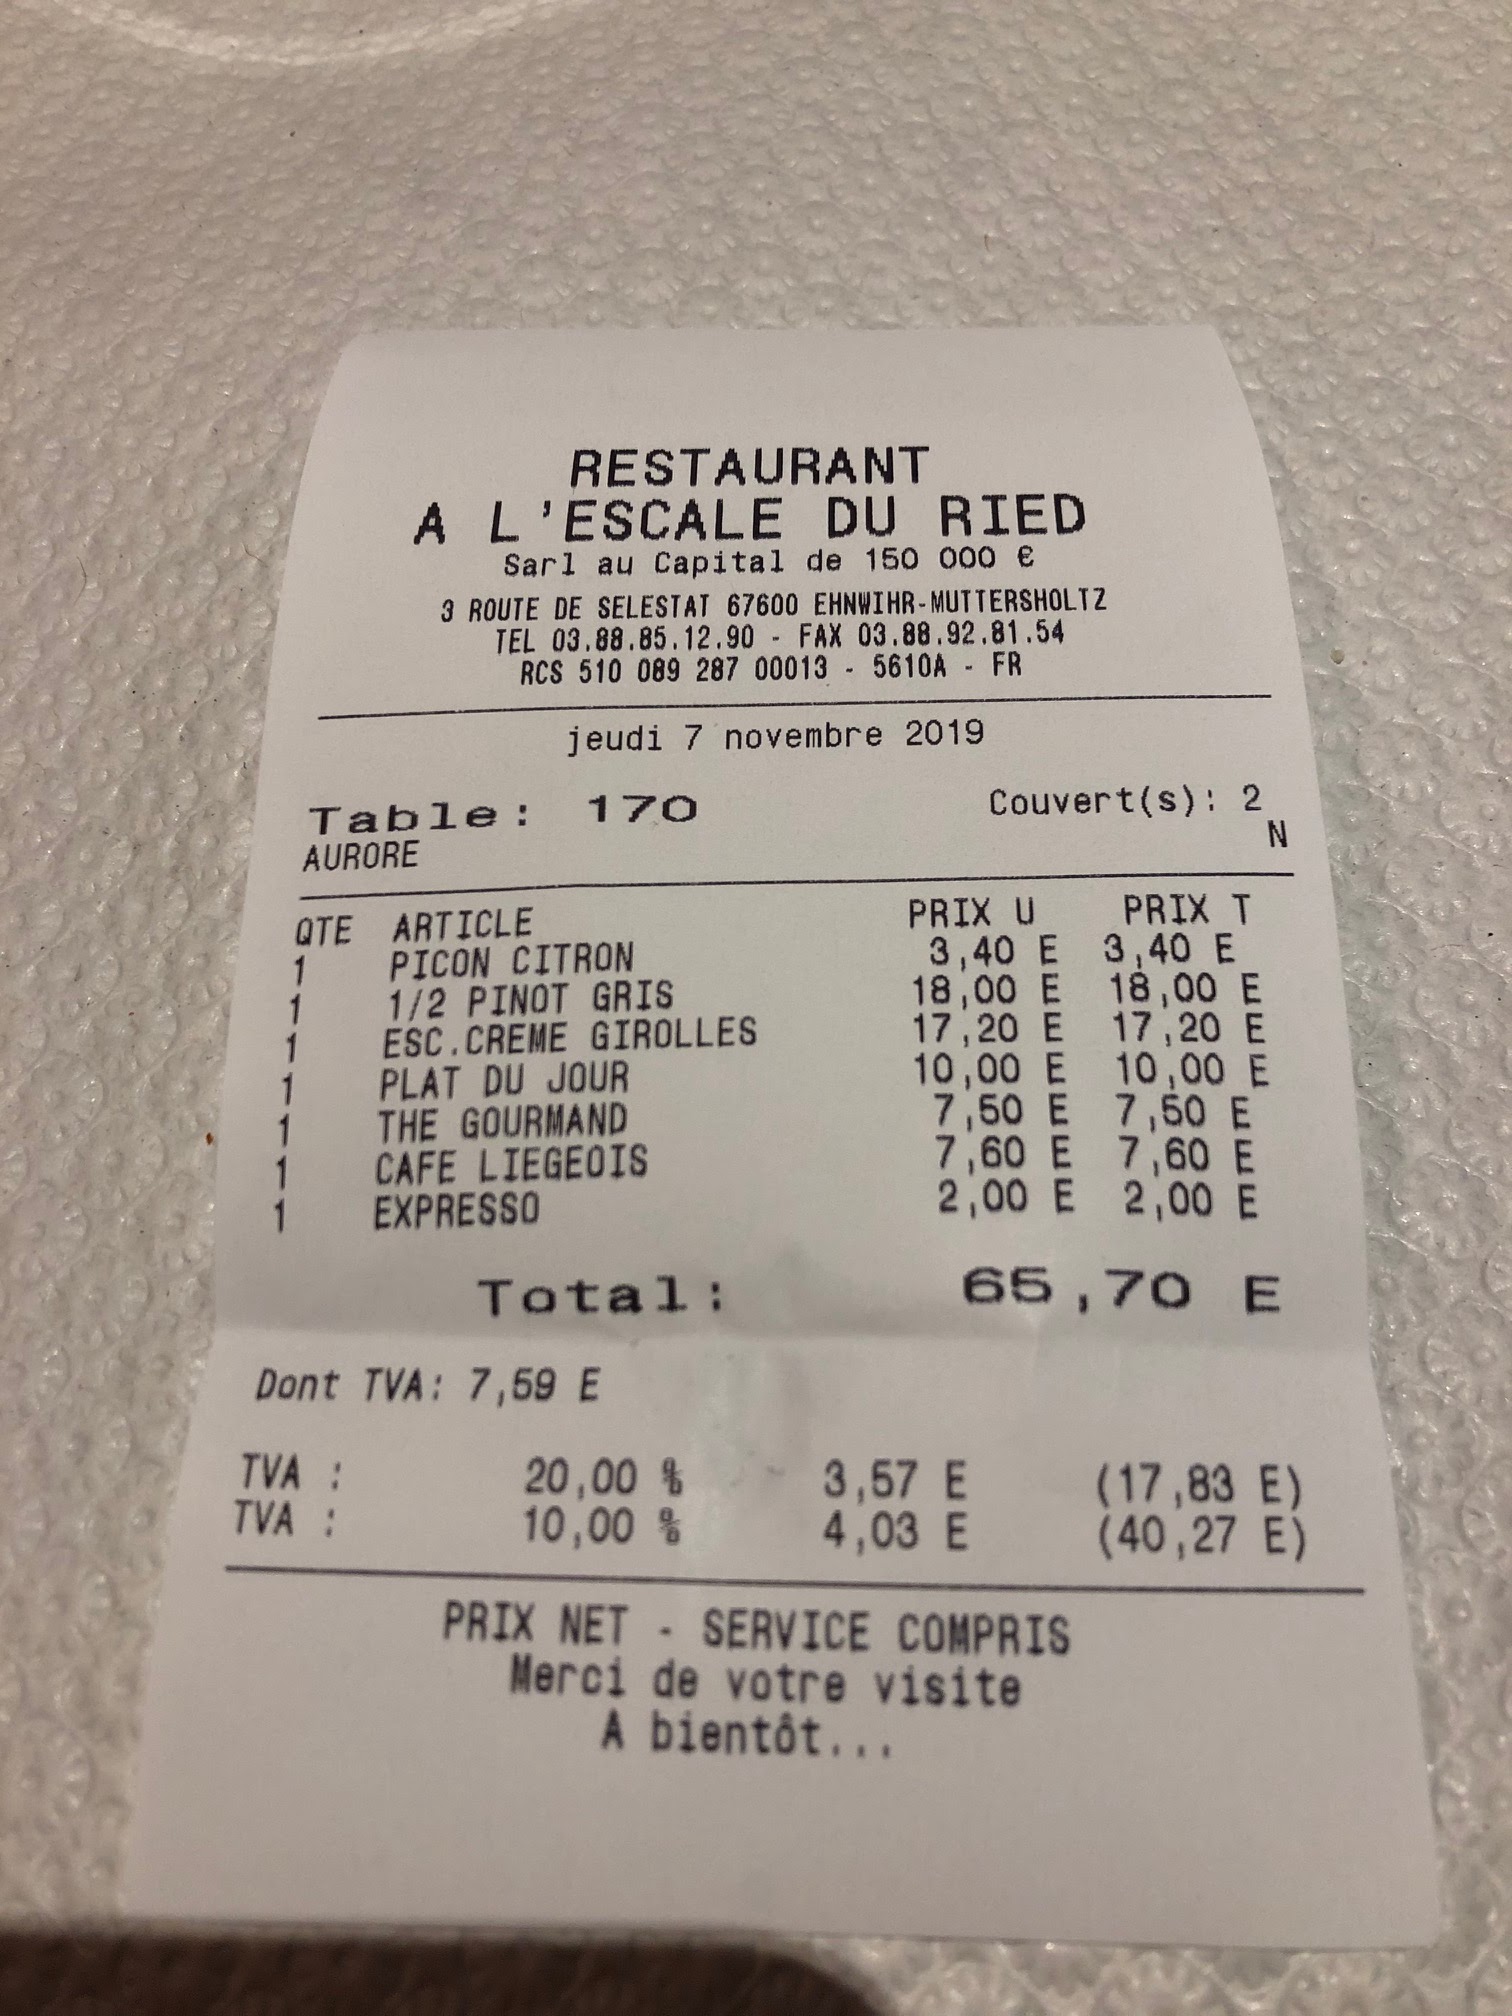 RESTAURANT
A L'ESCALE DU RIED
Sarl au Capital de 150 000 €
3 ROUTE DE SELESTAT 67600 EHNWIHR-MUTTERSHOLTZ
TEL 03.88.85.12.90 - FAX 03.88.92.81.54
RCS 510 089 287 00013 - 5610A - FR
jeudi 7 novembre 2019
Table: 170 Couvert(s): 2
AURORE N
QTE ARTICLE PRIX U PRIX T
1 PICON CITRON 3,40 E 3,40 E
1 1/2 PINOT GRIS 18,00 E 18,00 E
1 ESC.CREME GIROLLES 17,20 E 17,20 E
1 PLAT DU JOUR 10,00 E 10,00 E
1 THE GOURMAND 7,50 E 7,50 E
1 CAFE LIEGEOIS 7,60 E 7,60 E
1 EXPRESSO 2,00 E 2,00 E
Total: 65,70 E
Dont TVA: 7,59 E
TVA : 20,00 % 3,57 E (17,83 E)
TVA : 10,00 % 4,03 E (40,27 E)
PRIX NET - SERVICE COMPRIS
Merci de votre visite
A bientôt...